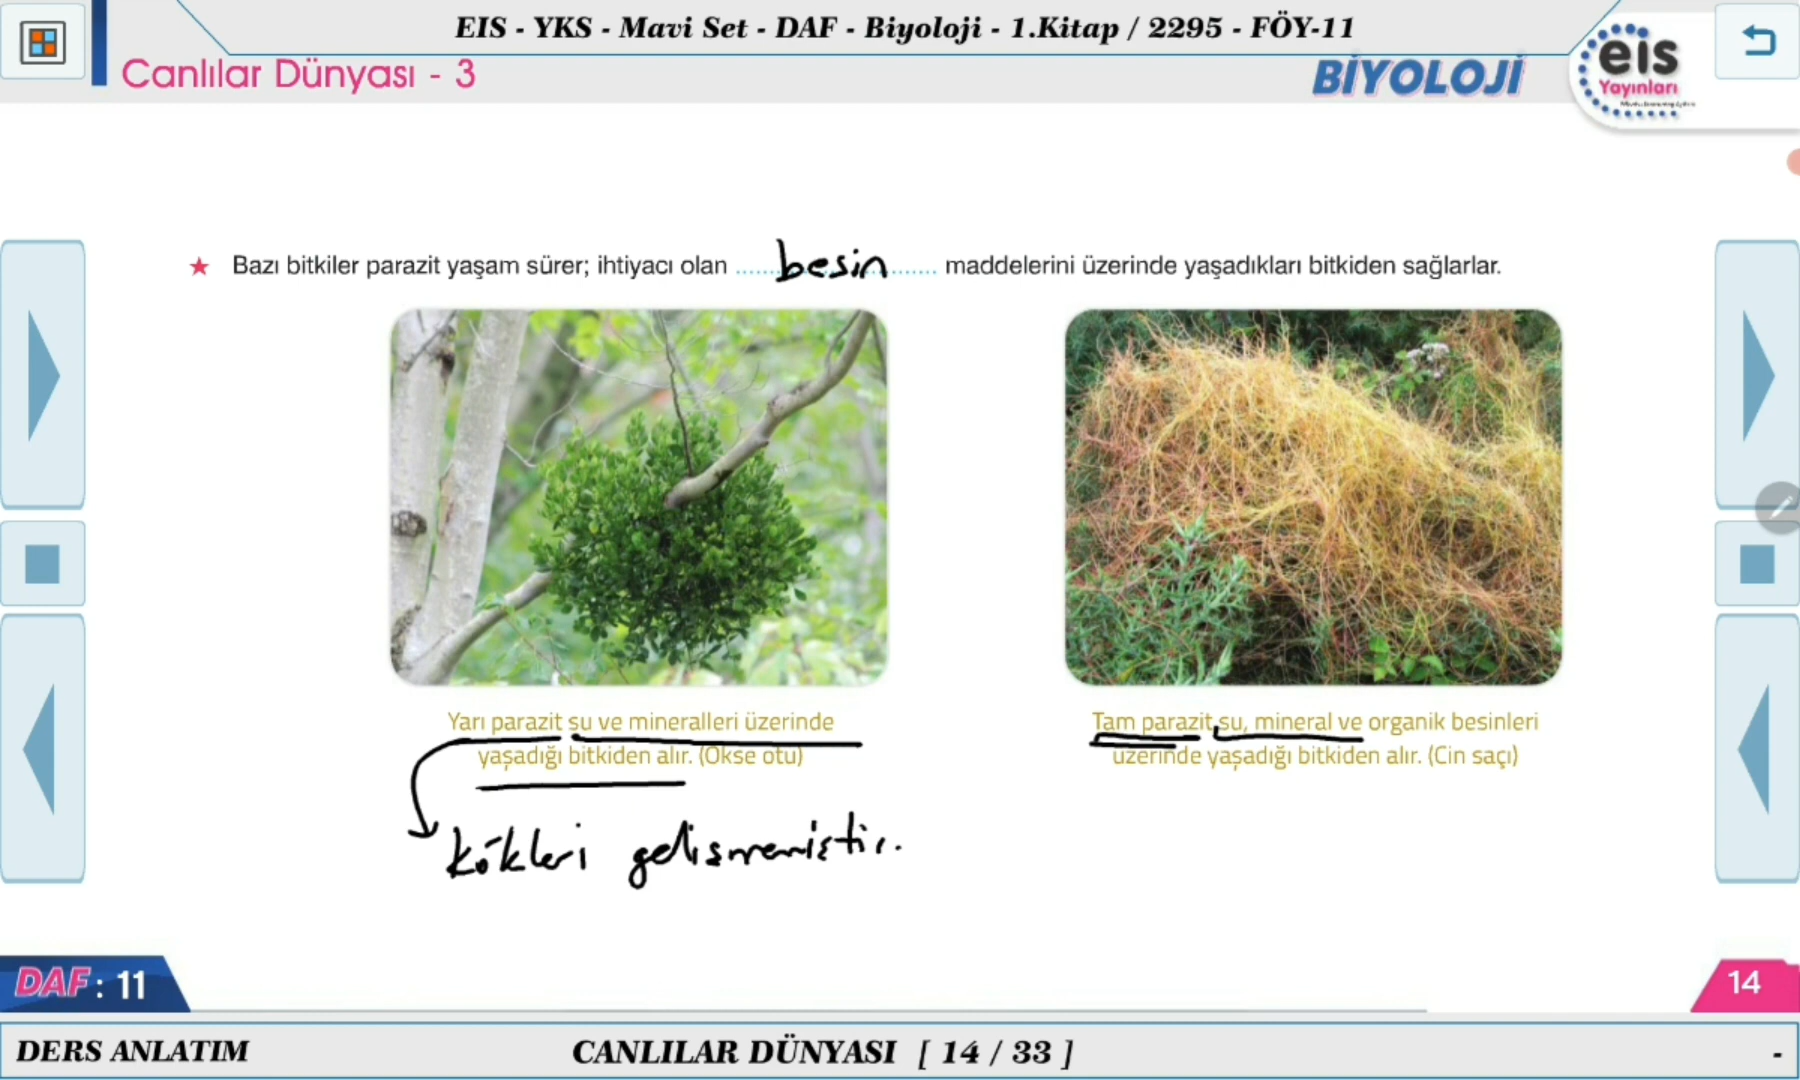 EIS - YKS - Mavi Set - DAF - Biyoloji - 1.Kitap / 2295 - FÖY-11
Canlılar Dünyası - 3
BİYOLOJİ
eis
Yayınları
★ Bazı bitkiler parazit yaşam sürer; ihtiyacı olan ...... besin ...... maddelerini üzerinde yaşadıkları bitkiden sağlarlar.
Yarı parazit su ve mineralleri üzerinde
yaşadığı bitkiden alır. (Ökse otu)
Tam parazit su, mineral ve organik besinleri
üzerinde yaşadığı bitkiden alır. (Cin saçı)
kökleri gelişmemiştir.
DAF : 11
14
DERS ANLATIM
CANLILAR DÜNYASI [ 14 / 33 ]
-